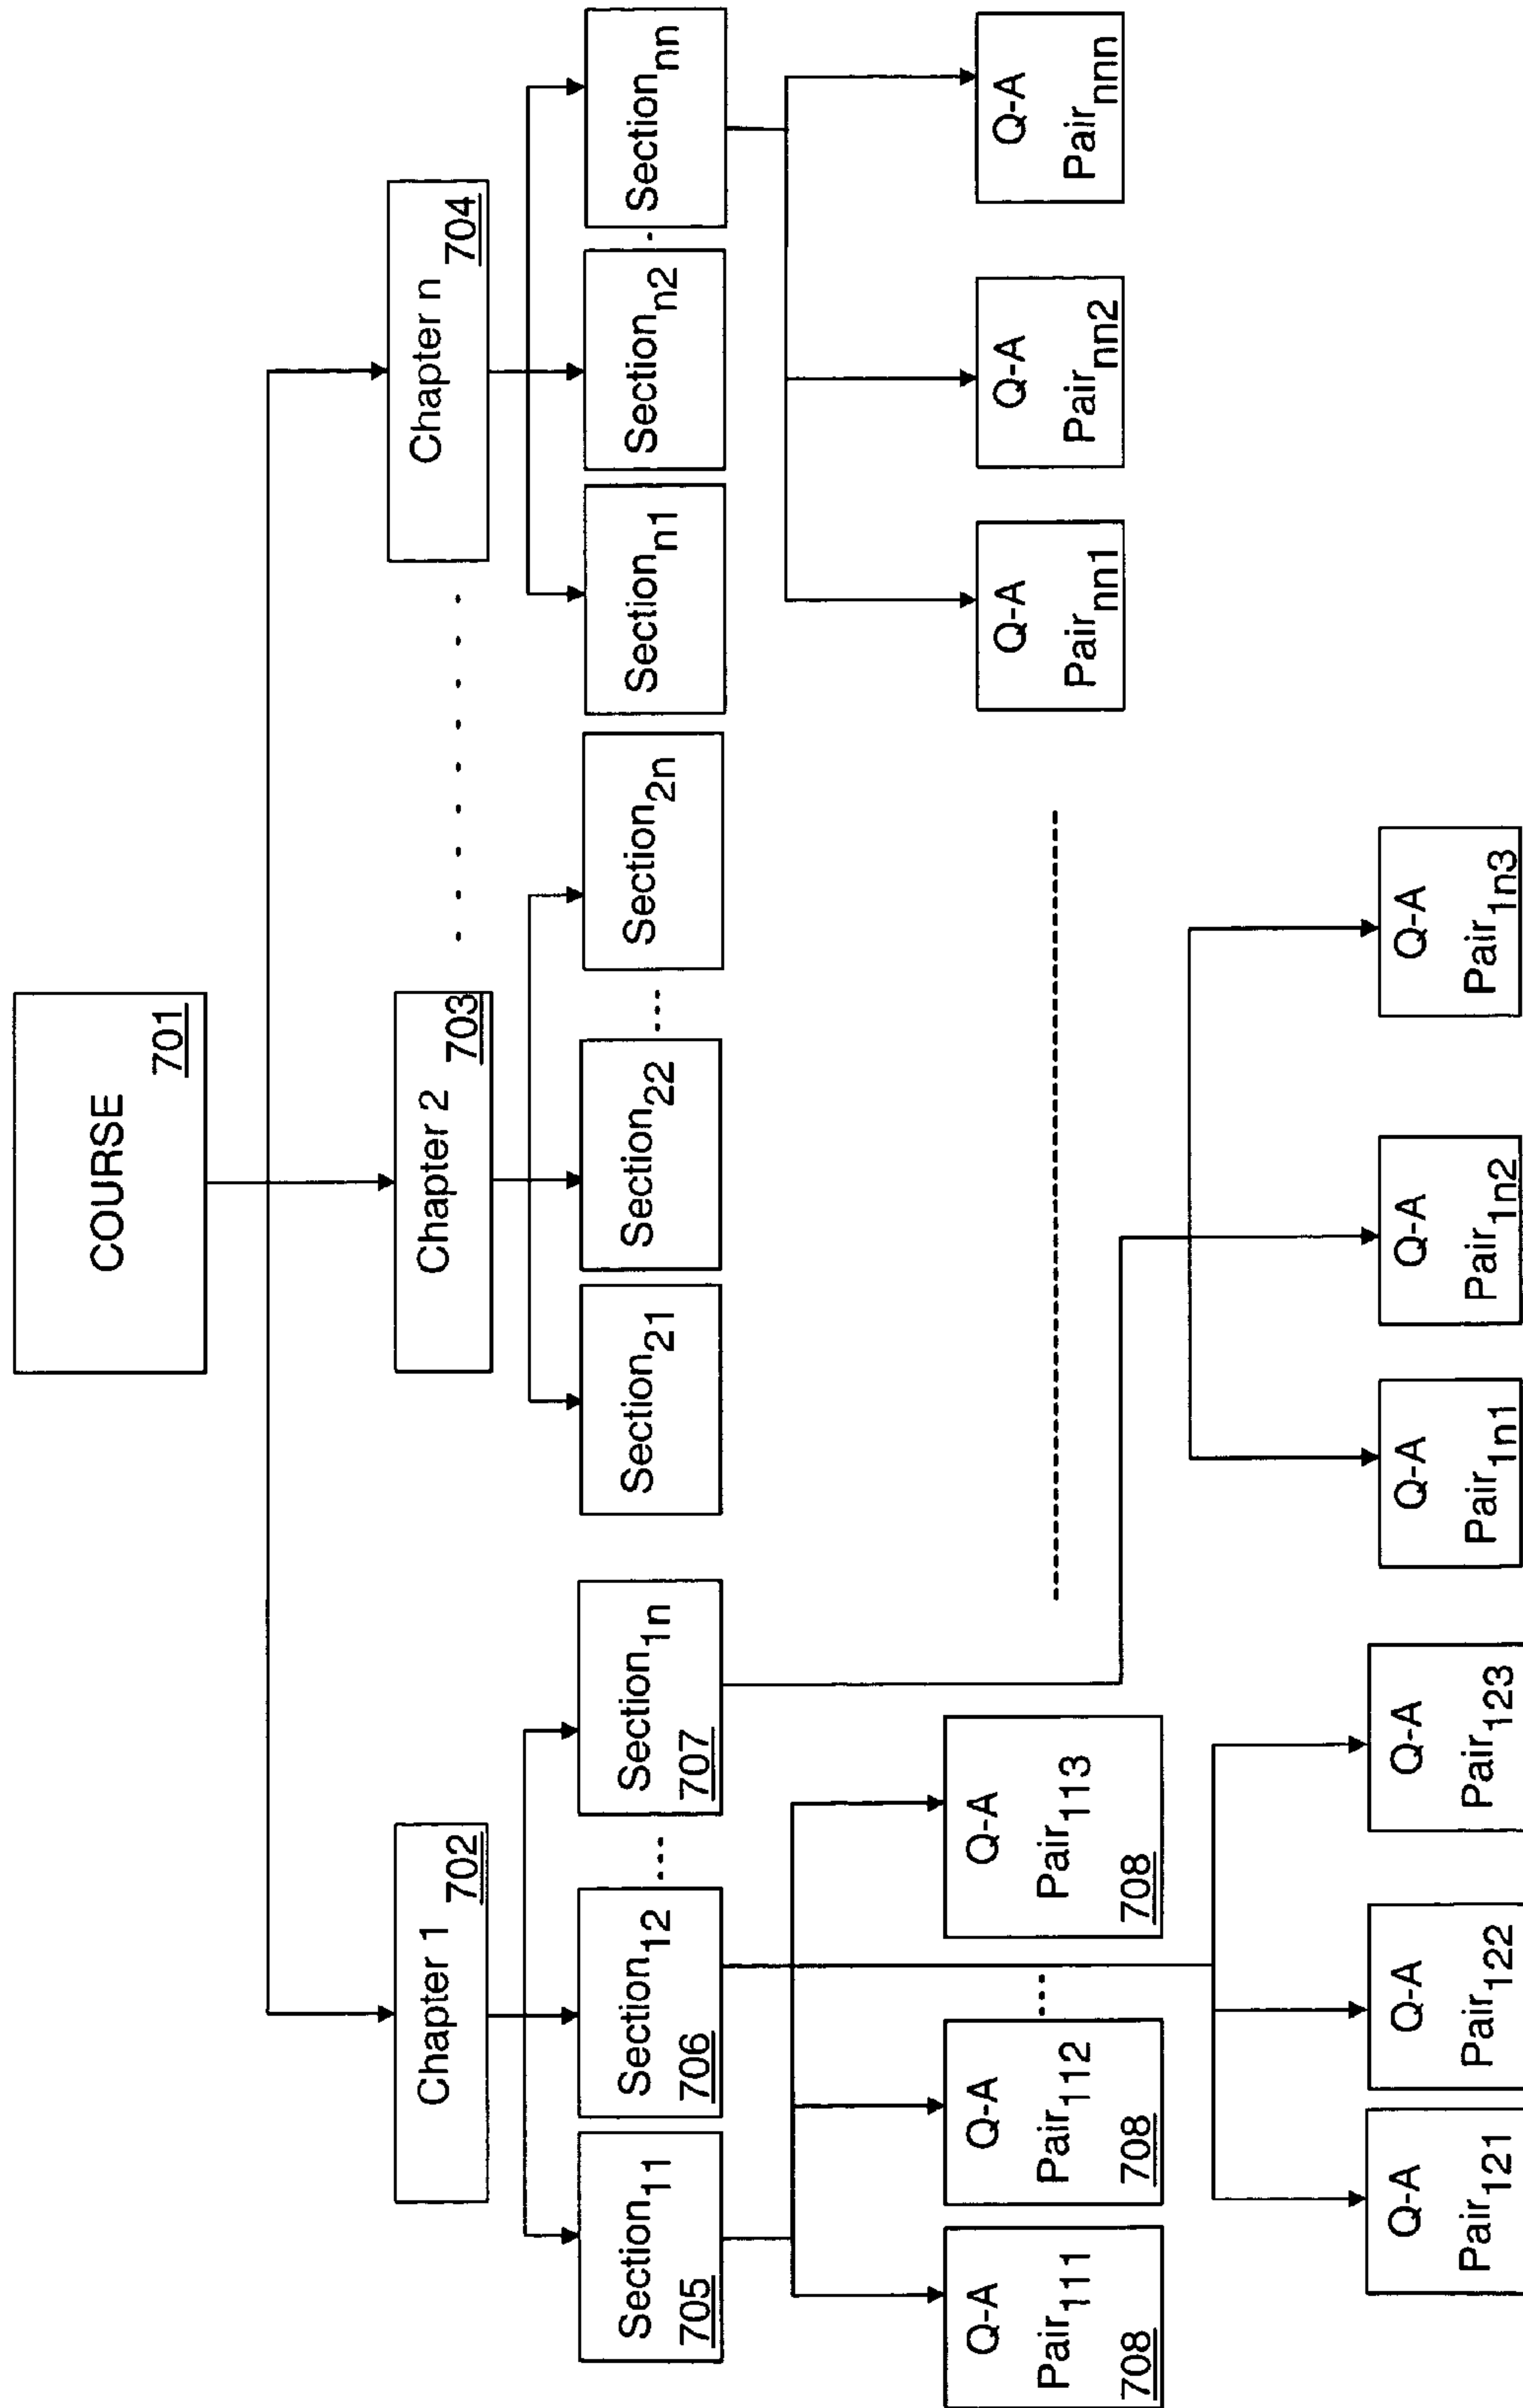 COURSE
701
Chapter 1
702
Chapter 2
703
. . . . . . . . .
Chapter n
704
Section11
705
Section12
706
...
Section1n
707
Section21
Section22
...
Section2n
Sectionn1
Sectionn2
.
Sectionnn
Q-A
Pair111
708
Q-A
Pair112
708
...
Q-A
Pair113
708
Q-A
Pairnn1
Q-A
Pairnn2
Q-A
Pairnnn
Q-A
Pair121
Q-A
Pair122
Q-A
Pair123
Q-A
Pair1n1
Q-A
Pair1n2
Q-A
Pair1n3